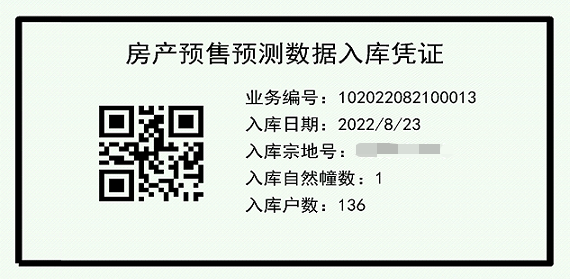 房产预售预测数据入库凭证
业务编号：102022082100013
入库日期：2022/8/23
入库宗地号：
入库自然幢数：1
入库户数：136